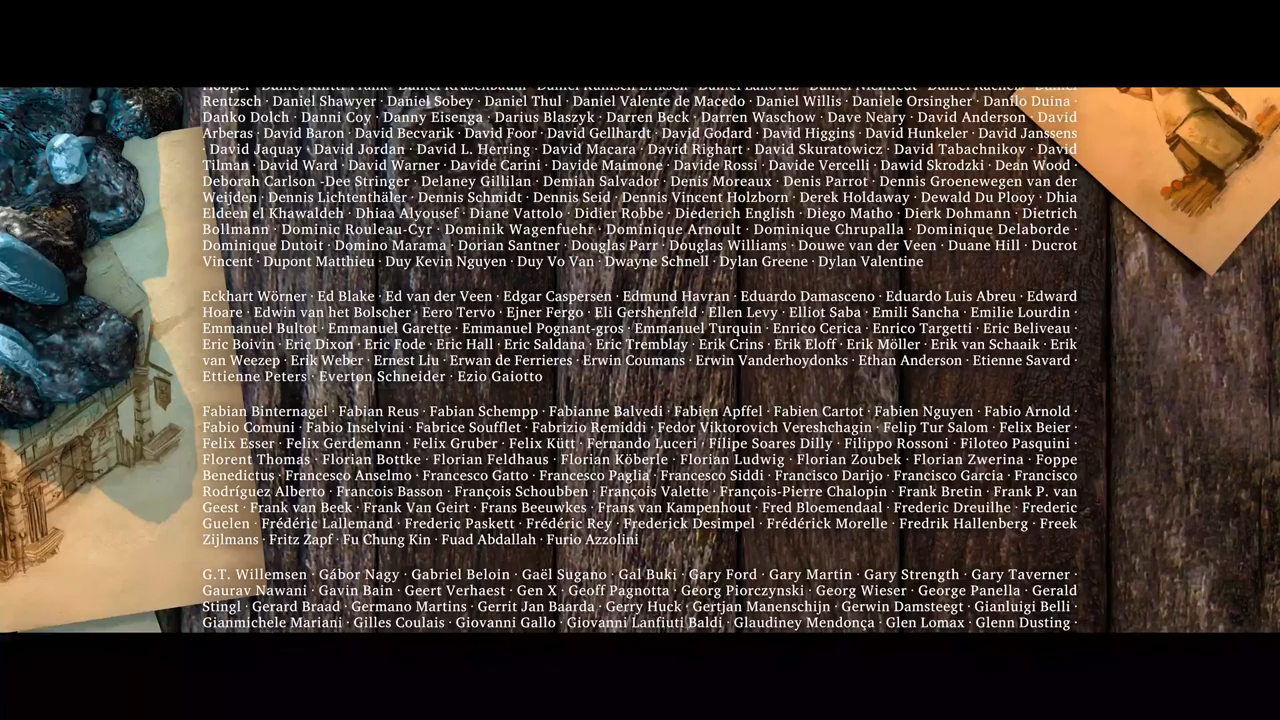 Rentzsch · Daniel Shawyer · Daniel Sobey · Daniel Thul · Daniel Valente de Macedo · Daniel Willis · Daniele Orsingher · Danilo Duina ·
Danko Dolch · Danni Coy · Danny Eisenga · Darius Blaszyk · Darren Beck · Darren Waschow · Dave Neary · David Anderson · David
Arberas · David Baron · David Becvarik · David Foor · David Gellhardt · David Godard · David Higgins · David Hunkeler · David Janssens
· David Jaquay · David Jordan · David L. Herring · David Macara · David Righart · David Skuratowicz · David Tabachnikov · David
Tilman · David Ward · David Warner · Davide Carini · Davide Maimone · Davide Rossi · Davide Vercelli · Dawid Skrodzki · Dean Wood ·
Deborah Carlson -Dee Stringer · Delaney Gillilan · Demian Salvador · Denis Moreaux · Denis Parrot · Dennis Groenewegen van der
Weijden · Dennis Lichtenthäler · Dennis Schmidt · Dennis Seid · Dennis Vincent Holzborn · Derek Holdaway · Dewald Du Plooy · Dhia
Eldeen el Khawaldeh · Dhiaa Alyousef · Diane Vattolo · Didier Robbe · Diederich English · Diego Matho · Dierk Dohmann · Dietrich
Bollmann · Dominic Rouleau-Cyr · Dominik Wagenfuehr · Dominique Arnoult · Dominique Chrupalla · Dominique Delaborde ·
Dominique Dutoit · Domino Marama · Dorian Santner · Douglas Parr · Douglas Williams · Douwe van der Veen · Duane Hill · Ducrot
Vincent · Dupont Matthieu · Duy Kevin Nguyen · Duy Vo Van · Dwayne Schnell · Dylan Greene · Dylan Valentine
Eckhart Wörner · Ed Blake · Ed van der Veen · Edgar Caspersen · Edmund Havran · Eduardo Damasceno · Eduardo Luis Abreu · Edward
Hoare · Edwin van het Bolscher · Eero Tervo · Ejner Fergo · Eli Gershenfeld · Ellen Levy · Elliot Saba · Emili Sancha · Emilie Lourdin ·
Emmanuel Bultot · Emmanuel Garette · Emmanuel Pognant-gros · Emmanuel Turquin · Enrico Cerica · Enrico Targetti · Eric Beliveau ·
Eric Boivin · Eric Dixon · Eric Fode · Eric Hall · Eric Saldana · Eric Tremblay · Erik Crins · Erik Eloff · Erik Möller · Erik van Schaaik · Erik
van Weezep · Erik Weber · Ernest Liu · Erwan de Ferrieres · Erwin Coumans · Erwin Vanderhoydonks · Ethan Anderson · Etienne Savard ·
Ettienne Peters · Everton Schneider · Ezio Gaiotto
Fabian Binternagel · Fabian Reus · Fabian Schempp · Fabianne Balvedi · Fabien Apffel · Fabien Cartot · Fabien Nguyen · Fabio Arnold ·
Fabio Comuni · Fabio Inselvini · Fabrice Soufflet · Fabrizio Remiddi · Fedor Viktorovich Vereshchagin · Felip Tur Salom · Felix Beier ·
Felix Esser · Felix Gerdemann · Felix Gruber · Felix Kütt · Fernando Luceri · Filipe Soares Dilly · Filippo Rossoni · Filoteo Pasquini ·
Florent Thomas · Florian Bottke · Florian Feldhaus · Florian Köberle · Florian Ludwig · Florian Zoubek · Florian Zwerina · Foppe
Benedictus · Francesco Anselmo · Francesco Gatto · Francesco Paglia · Francesco Siddi · Francisco Darijo · Francisco Garcia · Francisco
Rodríguez Alberto · Francois Basson · François Schoubben · François Valette · François-Pierre Chalopin · Frank Bretin · Frank P. van
Geest · Frank van Beek · Frank Van Geirt · Frans Beeuwkes · Frans van Kampenhout · Fred Bloemendaal · Frederic Dreuilhe · Frederic
Guelen · Frédéric Lallemand · Frederic Paskett · Frédéric Rey · Frederick Desimpel · Frédérick Morelle · Fredrik Hallenberg · Freek
Zijlmans · Fritz Zapf · Fu Chung Kin · Fuad Abdallah · Furio Azzolini
G.T. Willemsen · Gábor Nagy · Gabriel Beloin · Gaël Sugano · Gal Buki · Gary Ford · Gary Martin · Gary Strength · Gary Taverner ·
Gaurav Nawani · Gavin Bain · Geert Verhaest · Gen X · Geoff Pagnotta · Georg Piorczynski · Georg Wieser · George Panella · Gerald
Stingl · Gerard Braad · Germano Martins · Gerrit Jan Baarda · Gerry Huck · Gertjan Manenschijn · Gerwin Damsteegt · Gianluigi Belli ·
Gianmichele Mariani · Gilles Coulais · Giovanni Gallo · Giovanni Lanfiuti Baldi · Glaudiney Mendonça · Glen Lomax · Glenn Dusting ·